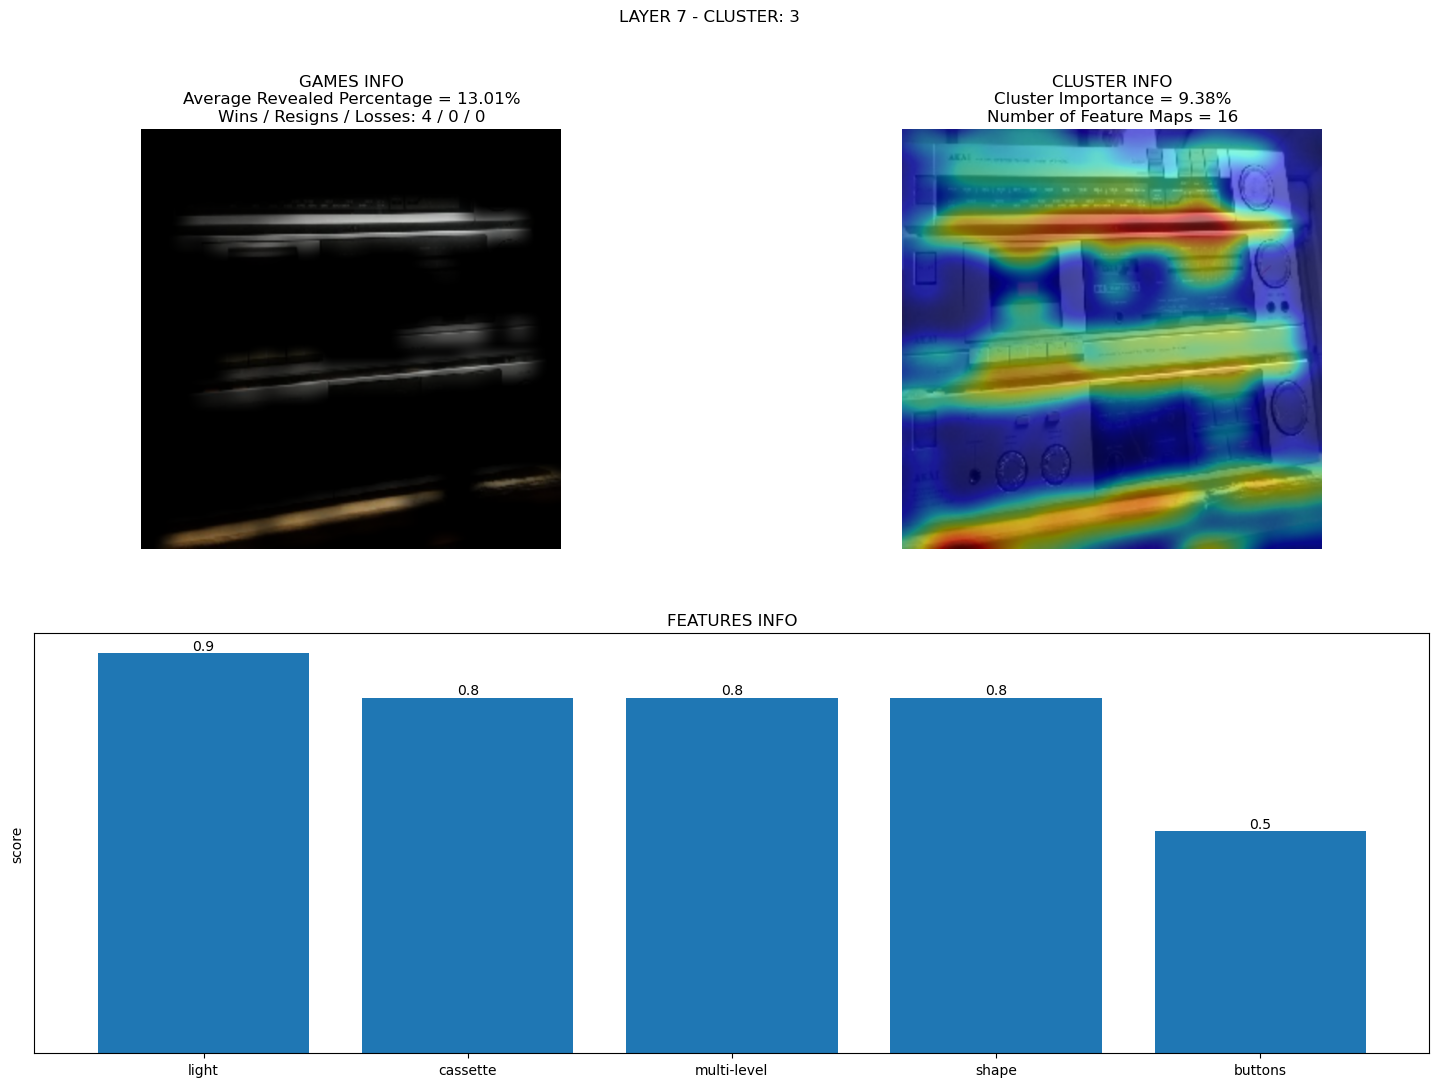 LAYER 7 - CLUSTER: 3
GAMES INFO
Average Revealed Percentage = 13.01%
Wins / Resigns / Losses: 4 / 0 / 0
CLUSTER INFO
Cluster Importance = 9.38%
Number of Feature Maps = 16
AKAI
FEATURES INFO
0.9
0.8
0.8
0.8
0.5
score
light
cassette
multi-level
shape
buttons